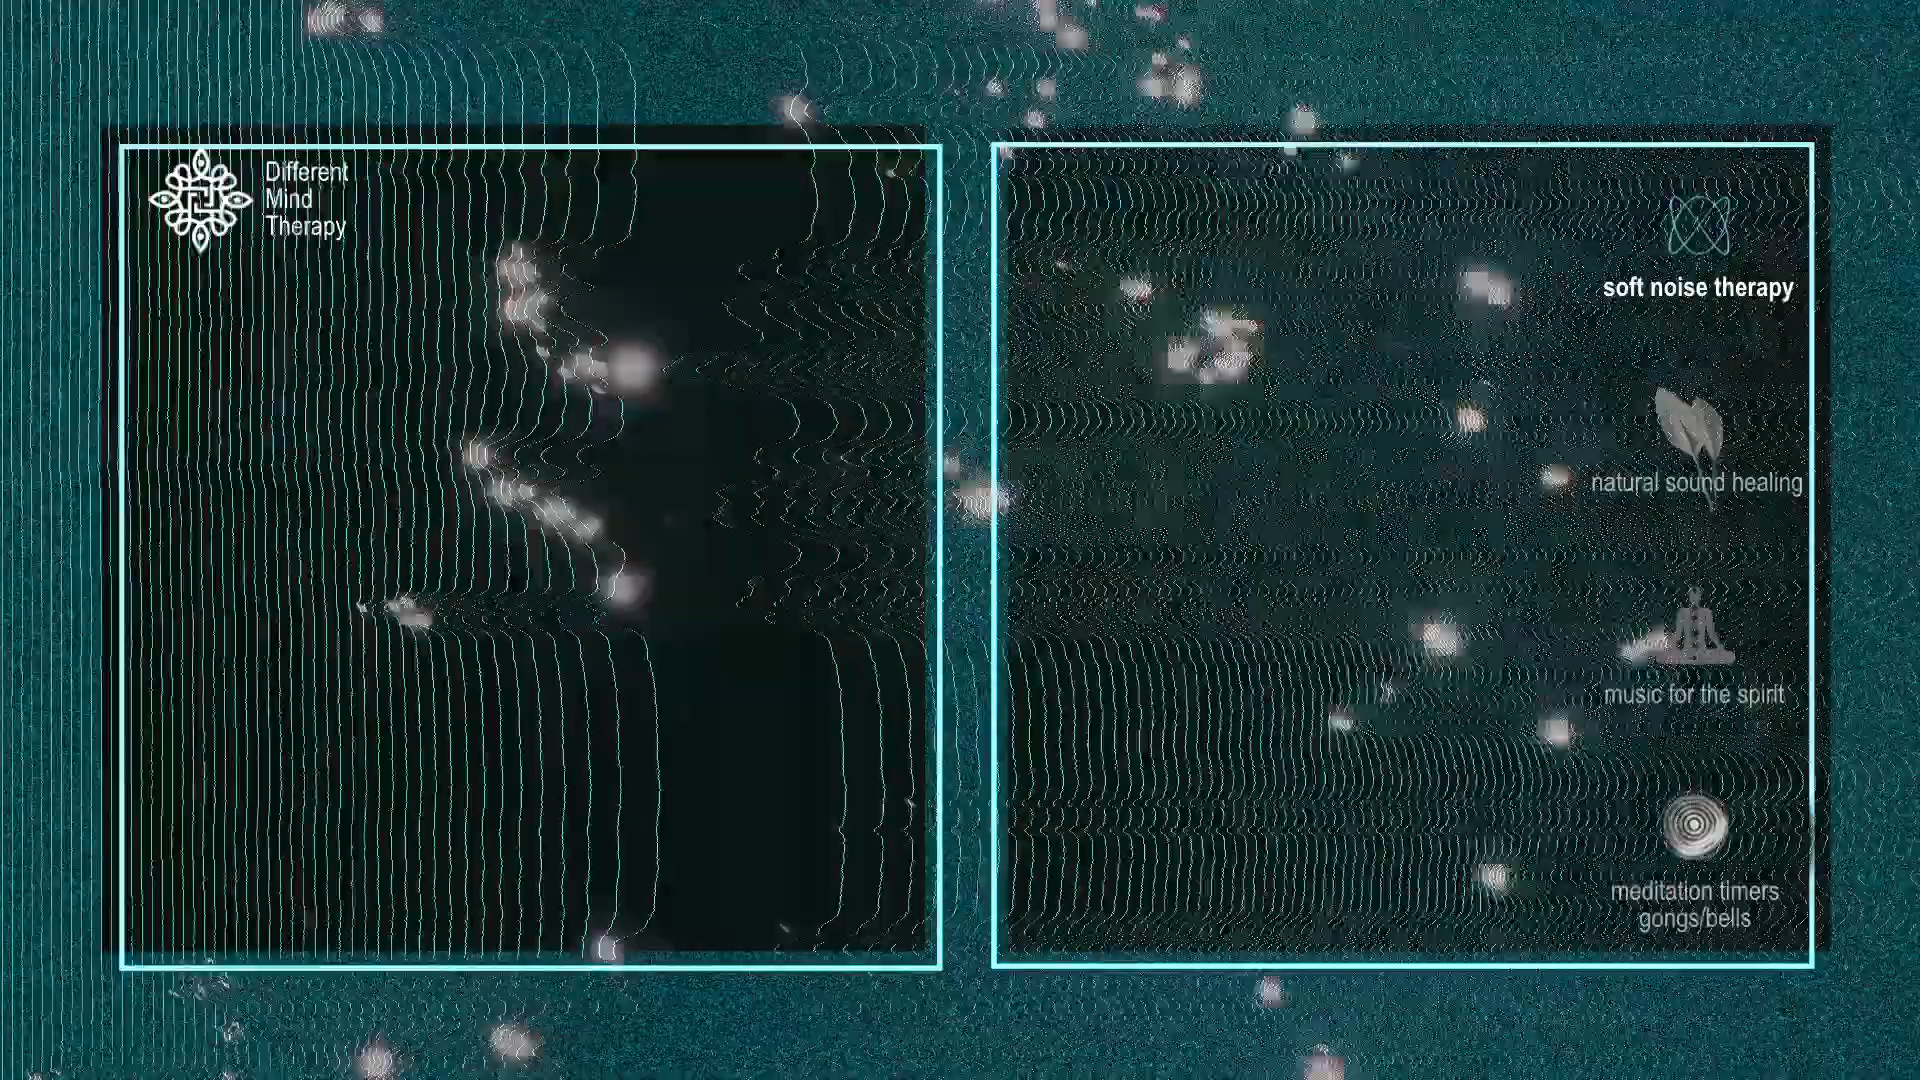 Different
Mind
Therapy
soft noise therapy
natural sound healing
music for the spirit
meditation timers
gongs/bells